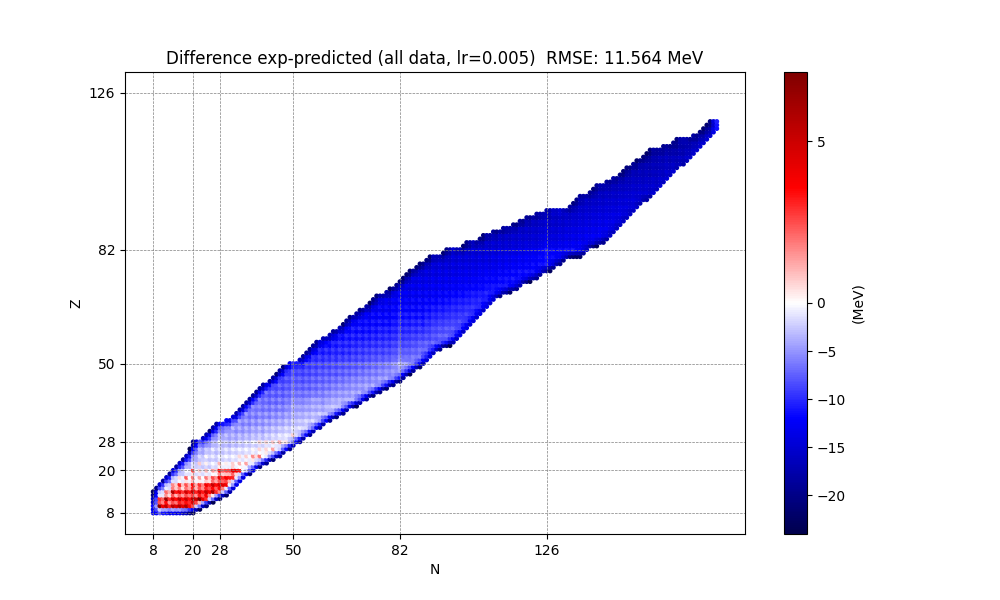 Difference exp-predicted (all data, lr=0.005)  RMSE: 11.564 MeV
126
82
50
28
20
8
Z
8 20 28 50 82 126
N
5
0
−5
−10
−15
−20
(MeV)